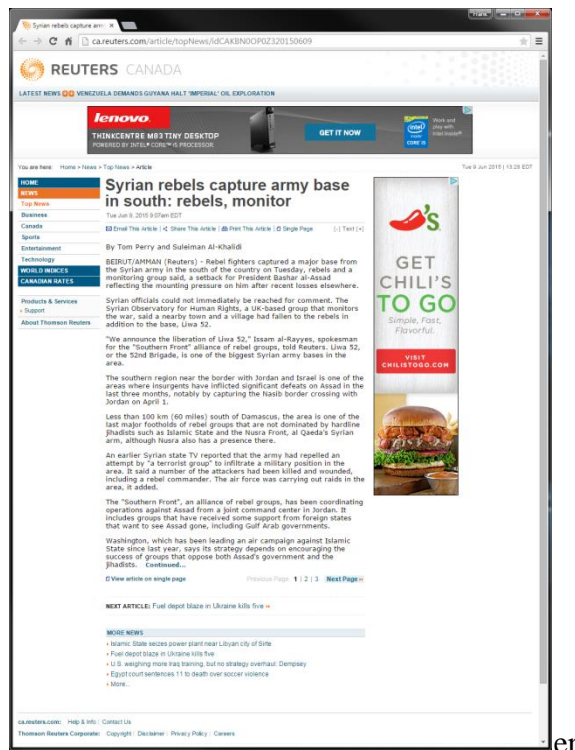 Syrian rebels capture arm
Trans
ca.reuters.com/article/topNews/idCAKBN0OP0Z320150609
REUTERS CANADA
LATEST NEWS VENEZUELA DEMANDS GUYANA HALT 'IMPERIAL' OIL EXPLORATION
lenovo
THINKCENTRE M83 TINY DESKTOP
POWERED BY INTEL® CORE™ i5 PROCESSOR
GET IT NOW
intel inside
CORE i5
Work and
play with
Intel Inside®
You are here: Home > News > Top News > Article
Tue 9 Jun 2015 | 13:28 EDT
HOME
NEWS
Top News
Business
Canada
Sports
Entertainment
Technology
WORLD INDICES
CANADIAN RATES
Products & Services
Support
About Thomson Reuters
Syrian rebels capture army base
in south: rebels, monitor
Tue Jun 9, 2015 9:07am EDT
Email This Article | Share This Article | Print This Article | Single Page
[-] Text [+]
By Tom Perry and Suleiman Al-Khalidi
BEIRUT/AMMAN (Reuters) - Rebel fighters captured a major base from
the Syrian army in the south of the country on Tuesday, rebels and a
monitoring group said, a setback for President Bashar al-Assad
reflecting the mounting pressure on him after recent losses elsewhere.
Syrian officials could not immediately be reached for comment. The
Syrian Observatory for Human Rights, a UK-based group that monitors
the war, said a nearby town and a village had fallen to the rebels in
addition to the base, Liwa 52.
"We announce the liberation of Liwa 52," Issam al-Rayyes, spokesman
for the "Southern Front" alliance of rebel groups, told Reuters. Liwa 52,
or the 52nd Brigade, is one of the biggest Syrian army bases in the
area.
The southern region near the border with Jordan and Israel is one of the
areas where insurgents have inflicted significant defeats on Assad in the
last three months, notably by capturing the Nasib border crossing with
Jordan on April 1.
Less than 100 km (60 miles) south of Damascus, the area is one of the
last major footholds of rebel groups that are not dominated by hardline
jihadists such as Islamic State and the Nusra Front, al Qaeda's Syrian
arm, although Nusra also has a presence there.
An earlier Syrian state TV reported that the army had repelled an
attempt by "a terrorist group" to infiltrate a military position in the
area. It said a number of the attackers had been killed and wounded,
including a rebel commander. The air force was carrying out raids in the
area, it added.
The "Southern Front", an alliance of rebel groups, has been coordinating
operations against Assad from a joint command center in Jordan. It
includes groups that have received some support from foreign states
that want to see Assad gone, including Gulf Arab governments.
Washington, which has been leading an air campaign against Islamic
State since last year, says its strategy depends on encouraging the
success of groups that oppose both Assad's government and the
jihadists. Continued...
View article on single page
Previous Page 1 | 2 | 3 Next Page
NEXT ARTICLE: Fuel depot blaze in Ukraine kills five
MORE NEWS
Islamic State seizes power plant near Libyan city of Sirte
Fuel depot blaze in Ukraine kills five
U.S. weighing more Iraq training, but no strategy overhaul: Dempsey
Egypt court sentences 11 to death over soccer violence
More...
'S
GET
CHILI'S
TO GO
Simple, Fast,
Flavorful.
VISIT
CHILISTOGO.COM
ca.reuters.com: Help & Info | Contact Us
Thomson Reuters Corporate: Copyright | Disclaimer | Privacy Policy | Careers
er